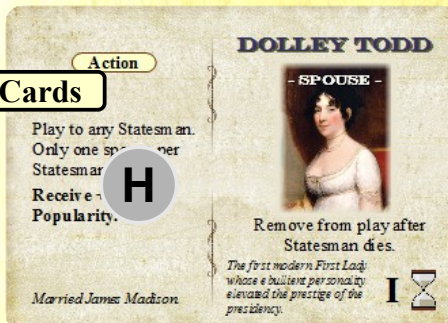 DOLLEY TODD
Action
- SPOUSE -
Cards
Play to any Statesman.
Only one per
Receive
Popularity.
H
Married James Madison
Remove from play after
Statesman dies.
The first modern First Lady
whose ebullient personality
elevated the prestige of the
presidency.
I